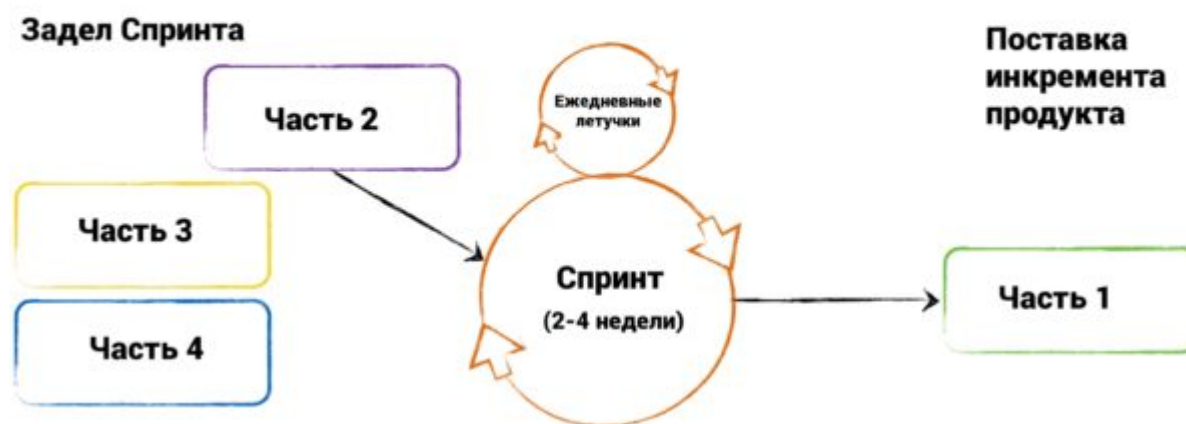 Задел Спринта
Часть 2
Часть 3
Часть 4
Ежедневные
летучки
Спринт
(2-4 недели)
Поставка
инкремента
продукта
Часть 1